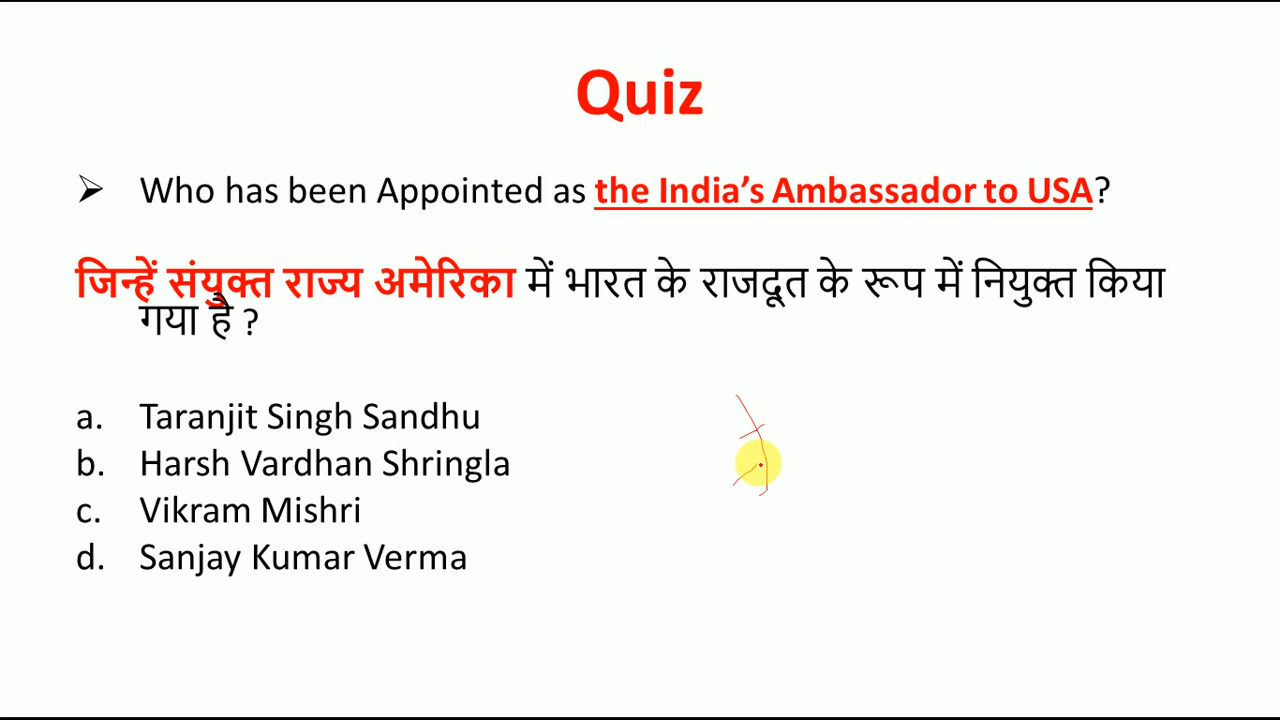 Quiz
➢ Who has been Appointed as the India’s Ambassador to USA?
जिन्हें संयुक्त राज्य अमेरिका में भारत के राजदूत के रूप में नियुक्त किया
गया है ?
a. Taranjit Singh Sandhu
b. Harsh Vardhan Shringla
c. Vikram Mishri
d. Sanjay Kumar Verma